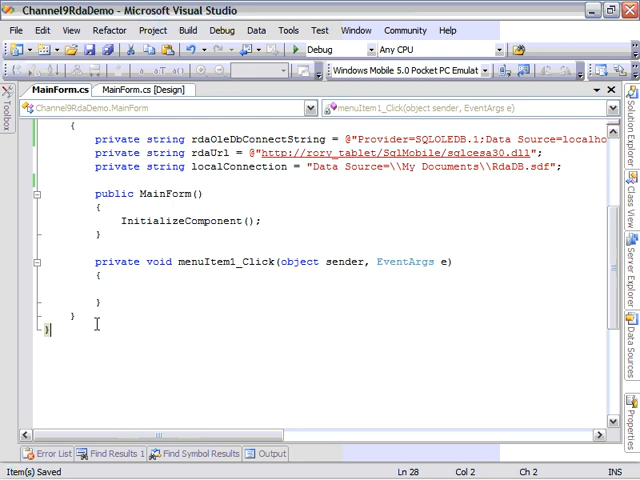 Channel9RdaDemo - Microsoft Visual Studio
File Edit View Refactor Project Build Debug Data Tools Test Window Community Help
Debug Any CPU
Windows Mobile 5.0 Pocket PC Emulat
MainForm.cs MainForm.cs [Design]
Channel9RdaDemo.MainForm menuItem1_Click(object sender, EventArgs e)
{
private string rdaOleDbConnectString = @"Provider=SQLOLEDB.1;Data Source=localho
private string rdaUrl = @"http://rory_tablet/SqlMobile/sqlcesa30.dll";
private string localConnection = "Data Source=\\My Documents\\RdaDB.sdf";
public MainForm()
{
InitializeComponent();
}
private void menuItem1_Click(object sender, EventArgs e)
{
}
}
}
Toolbox
Solution Explorer
Class View
Server Explorer
Data Sources
Properties
Error List Find Results 1 Find Symbol Results Output
Item(s) Saved Ln 28 Col 2 Ch 2 INS